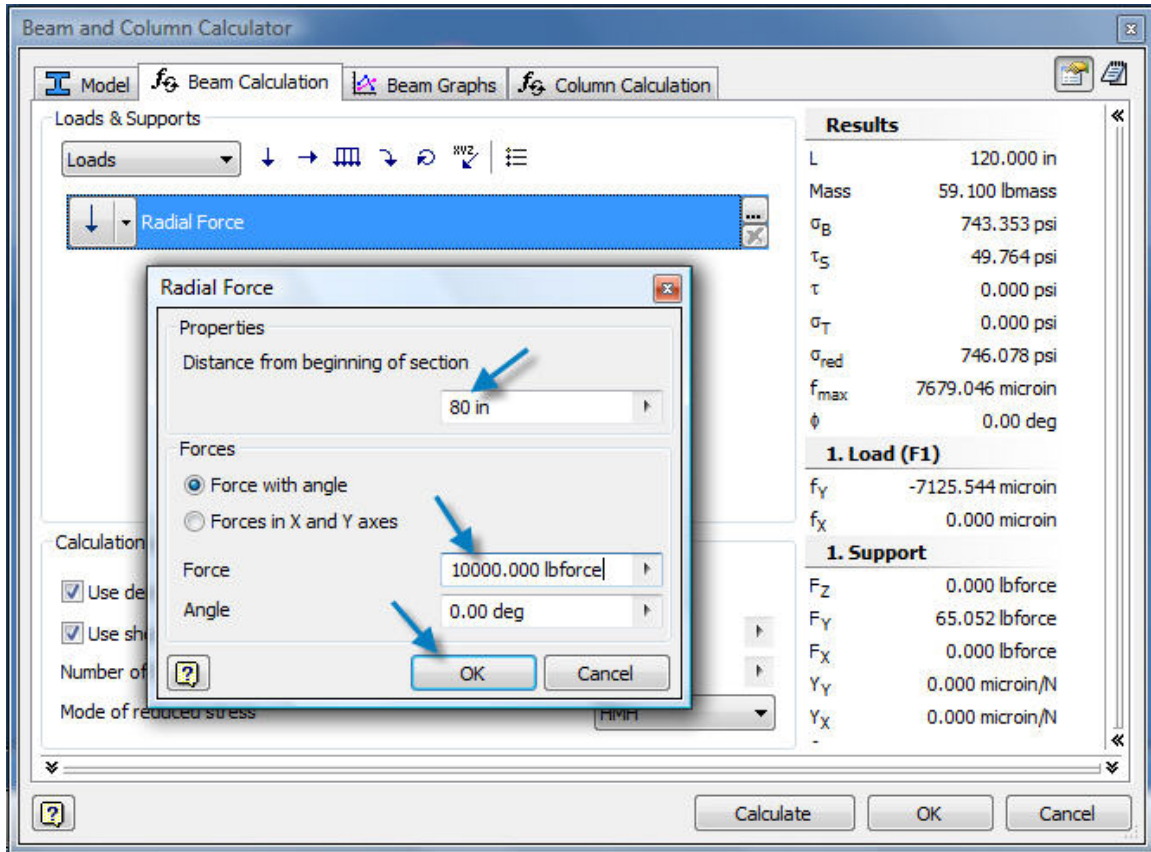 Beam and Column Calculator
Model
Beam Calculation
Beam Graphs
Column Calculation
Loads & Supports
Loads
XYZ
Radial Force
...
Radial Force
Properties
Distance from beginning of section
80 in
Forces
Force with angle
Forces in X and Y axes
Force 10000.000 lbforce
Angle 0.00 deg
OK Cancel
Calculation
Use de
Use sh
Number of
Mode of reduced stress HMH
Results
L 120.000 in
Mass 59.100 lbmass
σB 743.353 psi
τS 49.764 psi
τ 0.000 psi
σT 0.000 psi
σred 746.078 psi
fmax 7679.046 microin
ϕ 0.00 deg
1. Load (F1)
fY -7125.544 microin
fX 0.000 microin
1. Support
FZ 0.000 lbforce
FY 65.052 lbforce
FX 0.000 lbforce
YY 0.000 microin/N
YX 0.000 microin/N
Calculate OK Cancel